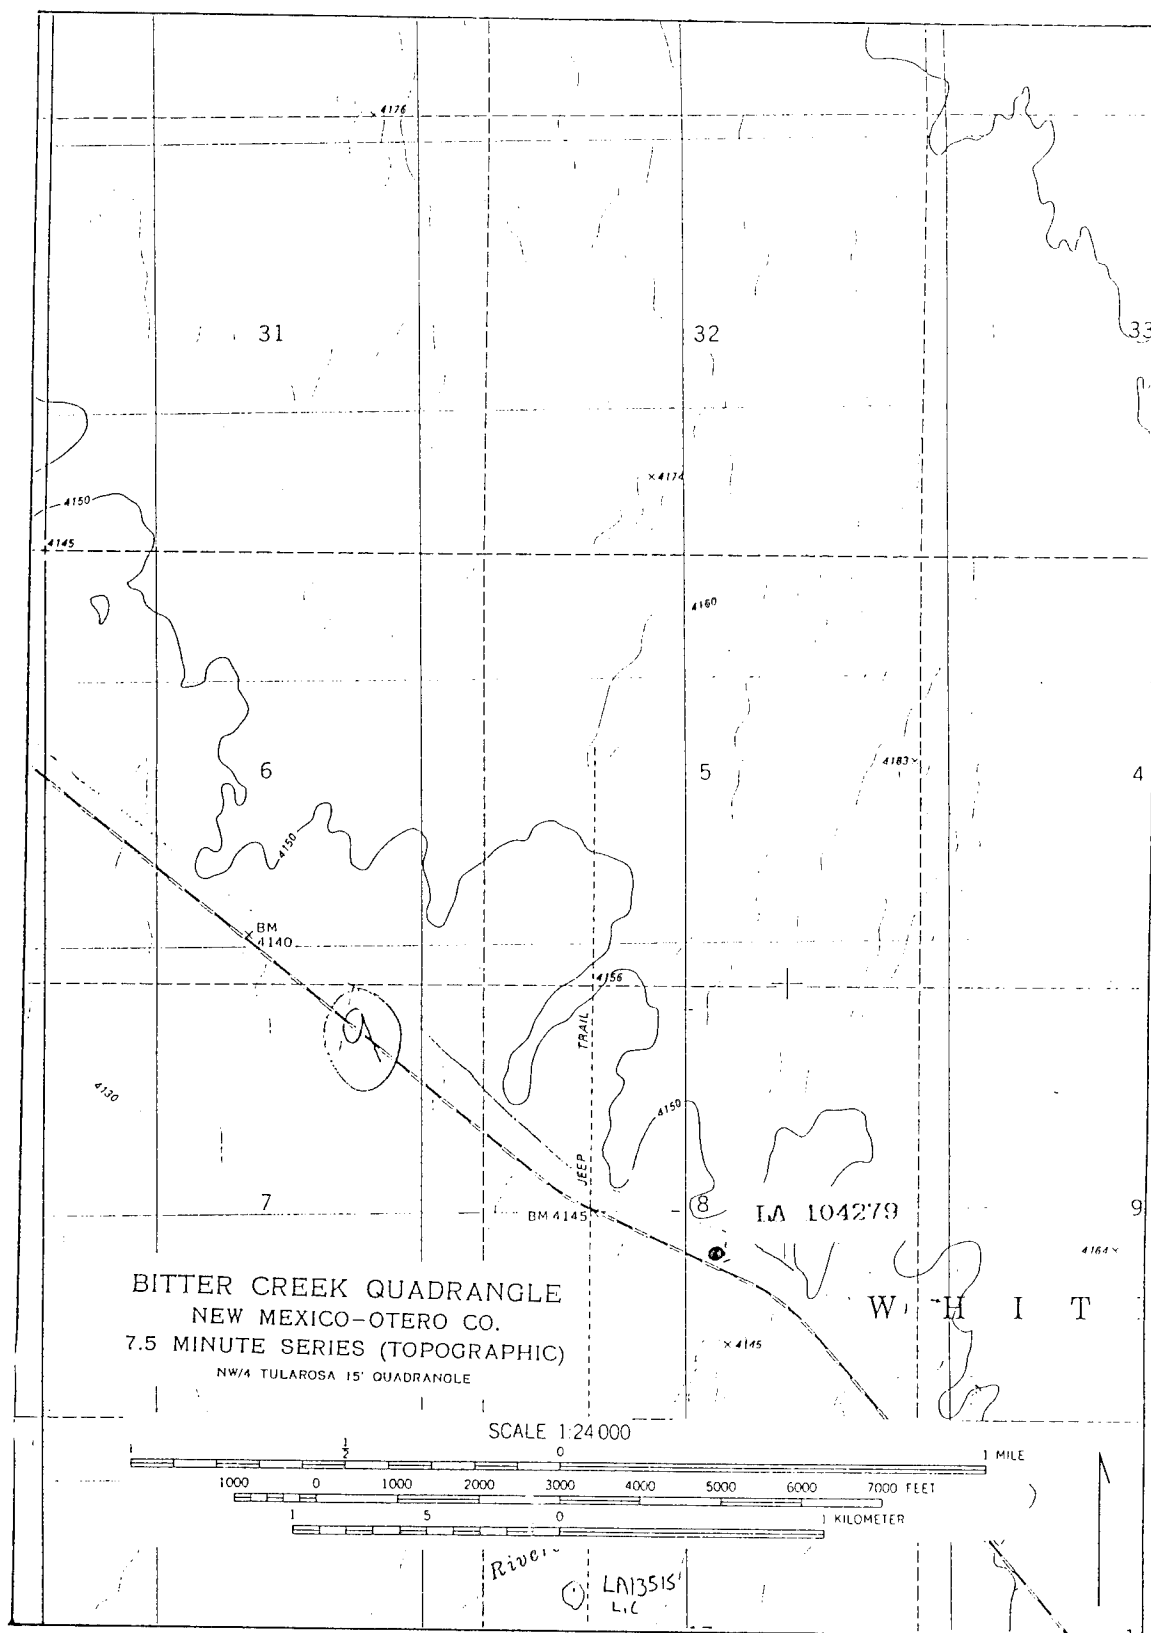 4176
31
32
33
×4174
4150
4145
4160
6
5
4183×
4
4150
BM
4140
4156
TRAIL
4130
4150
JEEP
7
8
LA 104279
9
BM 4145
4164×
W H I T
×4145
BITTER CREEK QUADRANGLE
NEW MEXICO-OTERO CO.
7.5 MINUTE SERIES (TOPOGRAPHIC)
NW/4 TULAROSA 15' QUADRANGLE
SCALE 1:24 000
1 ½ 0 1 MILE
1000 0 1000 2000 3000 4000 5000 6000 7000 FEET
1 5 0 1 KILOMETER
LA13515
L.C